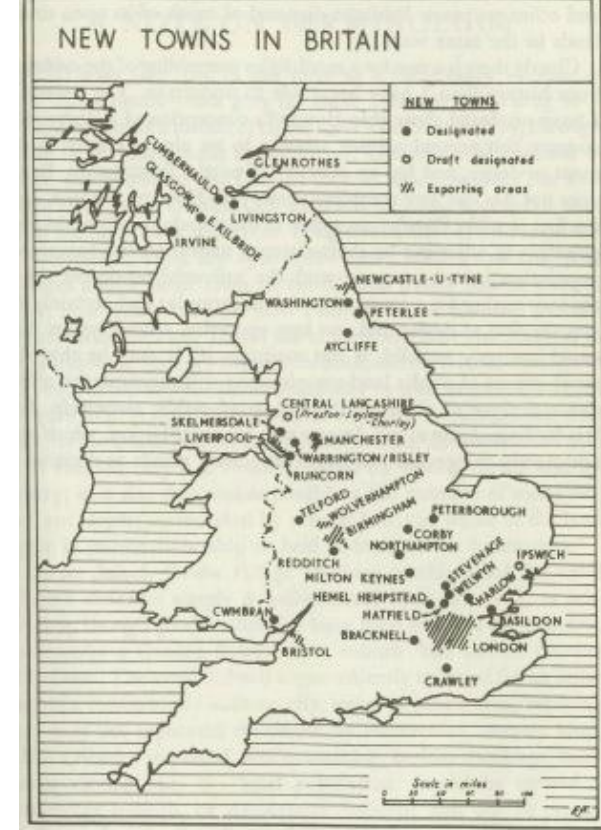 NEW TOWNS IN BRITAIN
NEW TOWNS
Designated
Draft designated
Exporting areas
CUMBERNAULD
GLENROTHES
GLASGOW
LIVINGSTON
E. KILBRIDE
IRVINE
NEWCASTLE-U-TYNE
WASHINGTON
PETERLEE
AYCLIFFE
CENTRAL LANCASHIRE
(Preston-Leyland
-Chorley)
SKELMERSDALE
LIVERPOOL
MANCHESTER
WARRINGTON/RISLEY
RUNCORN
TELFORD
WOLVERHAMPTON
BIRMINGHAM
PETERBOROUGH
CORBY
NORTHAMPTON
REDDITCH
MILTON KEYNES
STEVENAGE
IPSWICH
WELWYN
HARLOW
HEMEL HEMPSTEAD
HATFIELD
BASILDON
CWMBRAN
BRACKNELL
LONDON
BRISTOL
CRAWLEY
Scale in miles
0